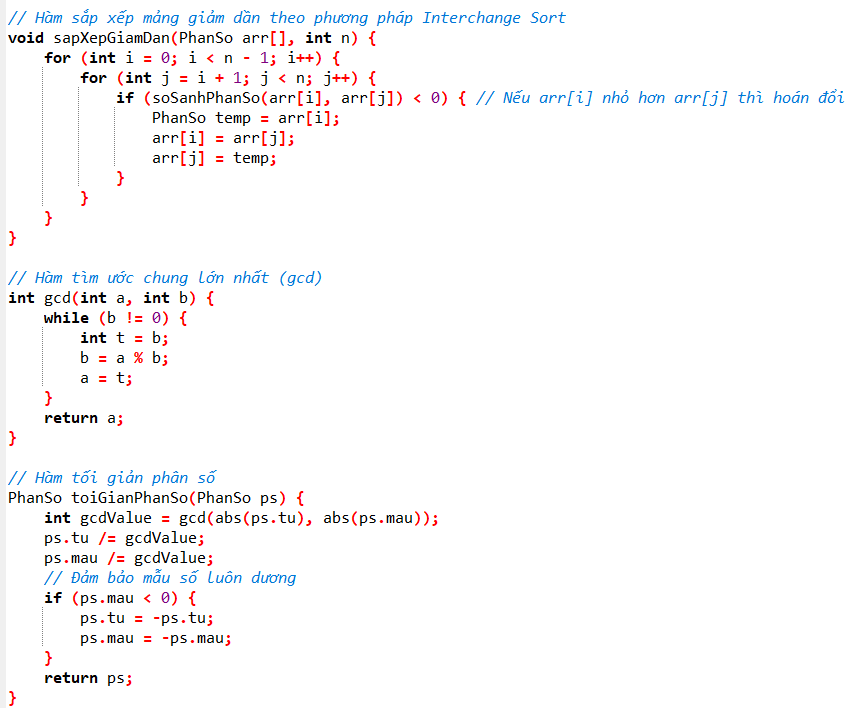 // Hàm sắp xếp mảng giảm dần theo phương pháp Interchange Sort
void sapXepGiamDan(PhanSo arr[], int n) {
    for (int i = 0; i < n - 1; i++) {
        for (int j = i + 1; j < n; j++) {
            if (soSanhPhanSo(arr[i], arr[j]) < 0) { // Nếu arr[i] nhỏ hơn arr[j] thì hoán đổi
                PhanSo temp = arr[i];
                arr[i] = arr[j];
                arr[j] = temp;
            }
        }
    }
}

// Hàm tìm ước chung lớn nhất (gcd)
int gcd(int a, int b) {
    while (b != 0) {
        int t = b;
        b = a % b;
        a = t;
    }
    return a;
}

// Hàm tối giản phân số
PhanSo toiGianPhanSo(PhanSo ps) {
    int gcdValue = gcd(abs(ps.tu), abs(ps.mau));
    ps.tu /= gcdValue;
    ps.mau /= gcdValue;
    // Đảm bảo mẫu số luôn dương
    if (ps.mau < 0) {
        ps.tu = -ps.tu;
        ps.mau = -ps.mau;
    }
    return ps;
}